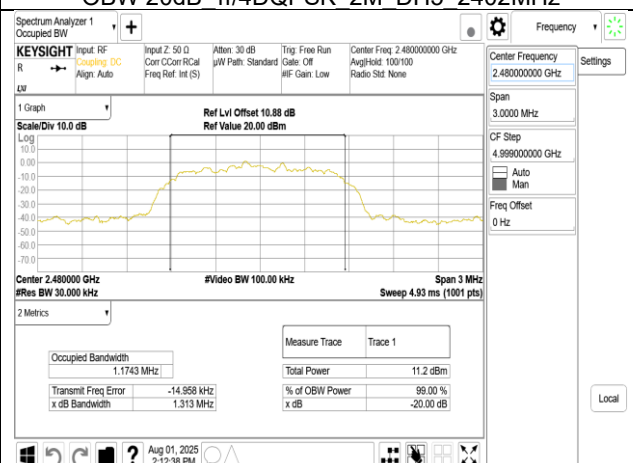 OBW 20dB_π/4DQPSK_2M_DH5_2402MHz
Spectrum Analyzer 1
Occupied BW
Frequency
KEYSIGHT
R
Input: RF
Coupling: DC
Align: Auto
Input Z: 50 Ω
Corr CCorr RCal
Freq Ref: Int (S)
Atten: 30 dB
µW Path: Standard
Trig: Free Run
Gate: Off
#IF Gain: Low
Center Freq: 2.480000000 GHz
Avg|Hold: 100/100
Radio Std: None
Center Frequency
2.480000000 GHz
Settings
Span
3.0000 MHz
CF Step
4.999000000 GHz
Auto
Man
Freq Offset
0 Hz
Local
1 Graph
Ref Lvl Offset 10.88 dB
Scale/Div 10.0 dB
Ref Value 20.00 dBm
Log
10.0
0.00
-10.0
-20.0
-30.0
-40.0
-50.0
-60.0
-70.0
Center 2.480000 GHz
#Video BW 100.00 kHz
Span 3 MHz
#Res BW 30.000 kHz
Sweep 4.93 ms (1001 pts)
2 Metrics
Measure Trace
Trace 1
Occupied Bandwidth
1.1743 MHz
Total Power
11.2 dBm
Transmit Freq Error
-14.958 kHz
% of OBW Power
99.00 %
x dB Bandwidth
1.313 MHz
x dB
-20.00 dB
?
Aug 01, 2025
2:12:38 PM